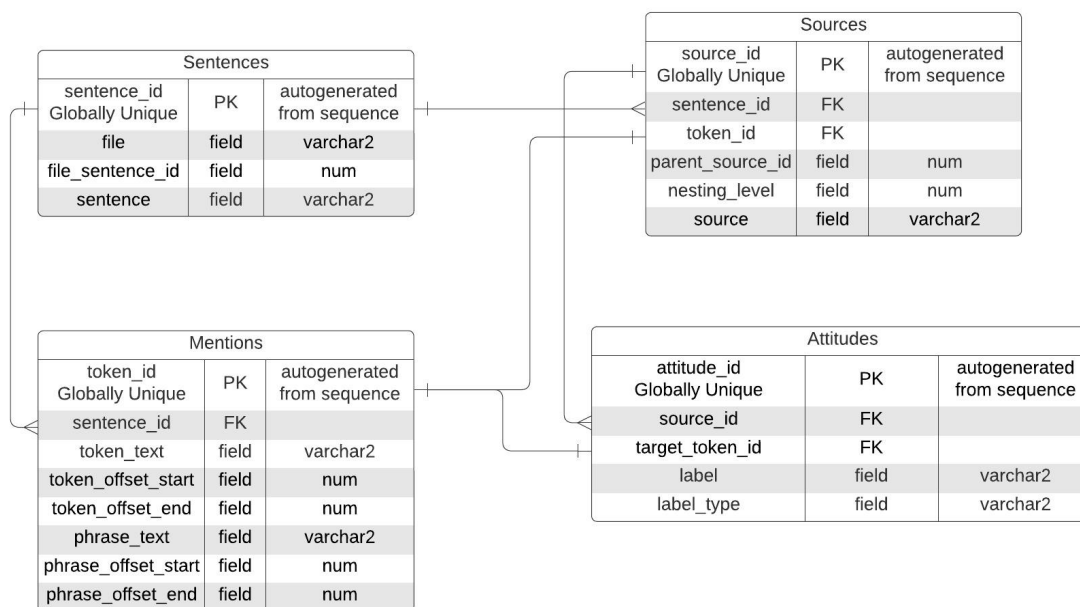 Sentences
sentence_id
Globally Unique
PK
autogenerated
from sequence
file field varchar2
file_sentence_id field num
sentence field varchar2
Sources
source_id
Globally Unique
PK
autogenerated
from sequence
sentence_id FK
token_id FK
parent_source_id field num
nesting_level field num
source field varchar2
Mentions
token_id
Globally Unique
PK
autogenerated
from sequence
sentence_id FK
token_text field varchar2
token_offset_start field num
token_offset_end field num
phrase_text field varchar2
phrase_offset_start field num
phrase_offset_end field num
Attitudes
attitude_id
Globally Unique
PK
autogenerated
from sequence
source_id FK
target_token_id FK
label field varchar2
label_type field varchar2